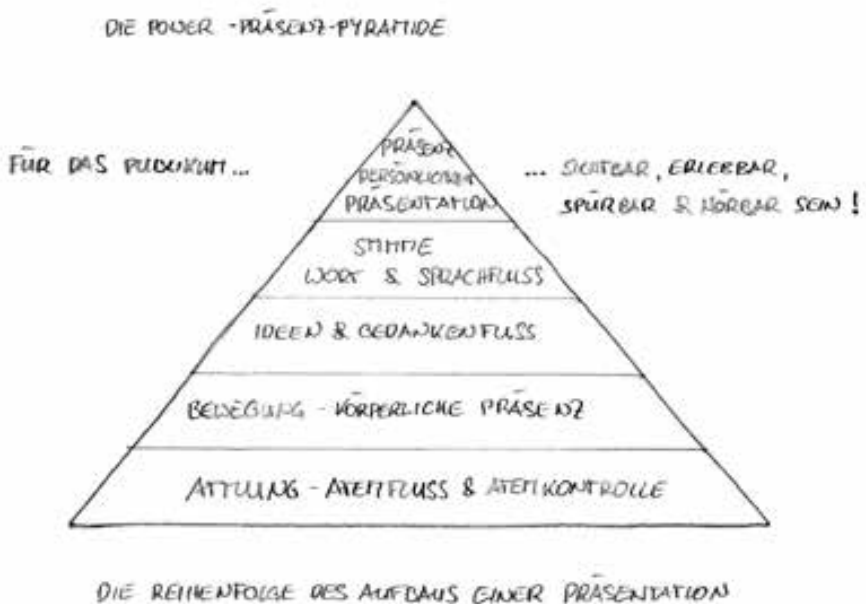 DIE POWER-PRÄSENZ-PYRAMIDE
FÜR DAS PUBLIKUM...
... SICHTBAR, ERLEBBAR,
SPÜRBAR & HÖRBAR SEIN!
PRÄSENZ
PERSÖNLICHKEIT
PRÄSENTATION
STIMME
WORT & SPRACHFLUSS
IDEEN & GEDANKENFLUSS
BEWEGUNG - KÖRPERLICHE PRÄSENZ
ATMUNG - ATEMFLUSS & ATEMKONTROLLE
DIE REIHENFOLGE DES AUFBAUS EINER PRÄSENTATION